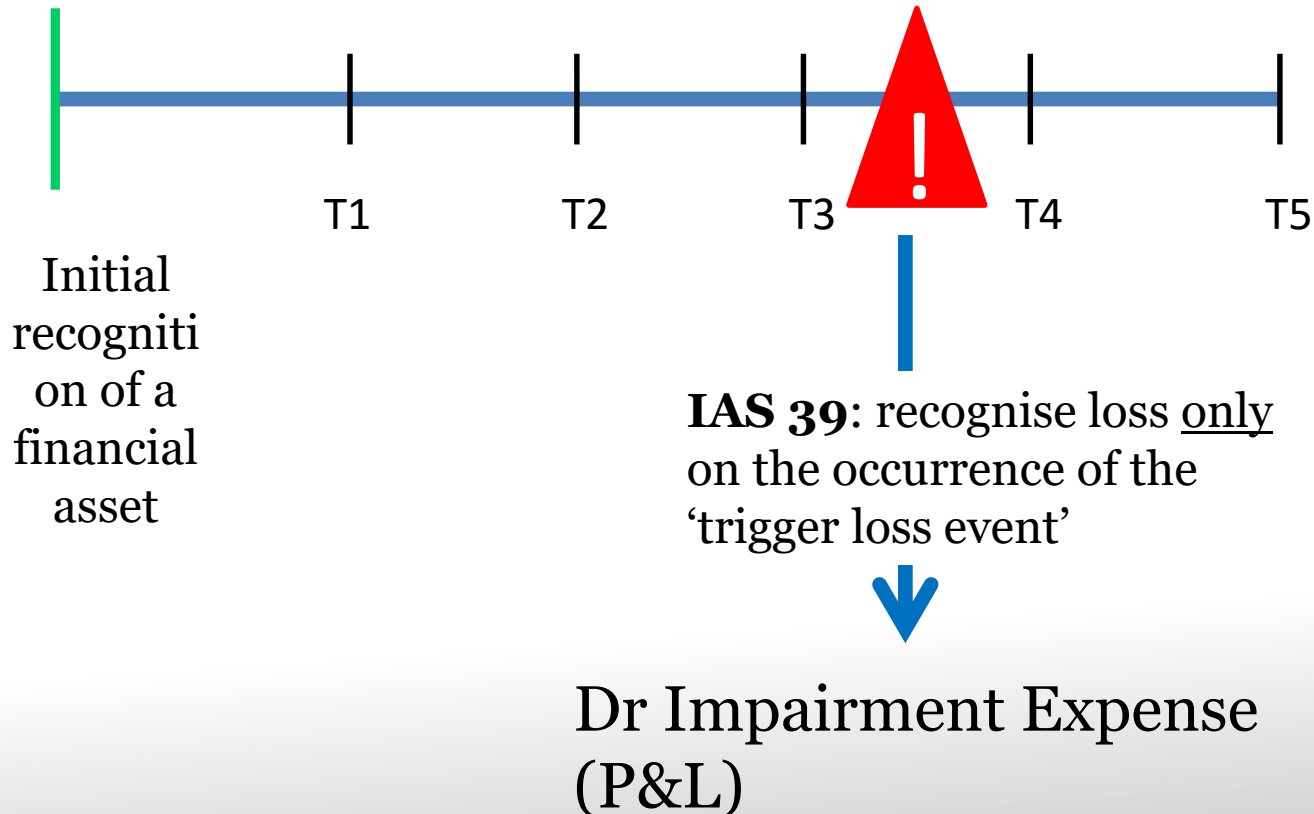 !
T1 T2 T3 T4 T5
Initial
recogniti
on of a
financial
asset
IAS 39: recognise loss only
on the occurrence of the
‘trigger loss event’
Dr Impairment Expense
(P&L)